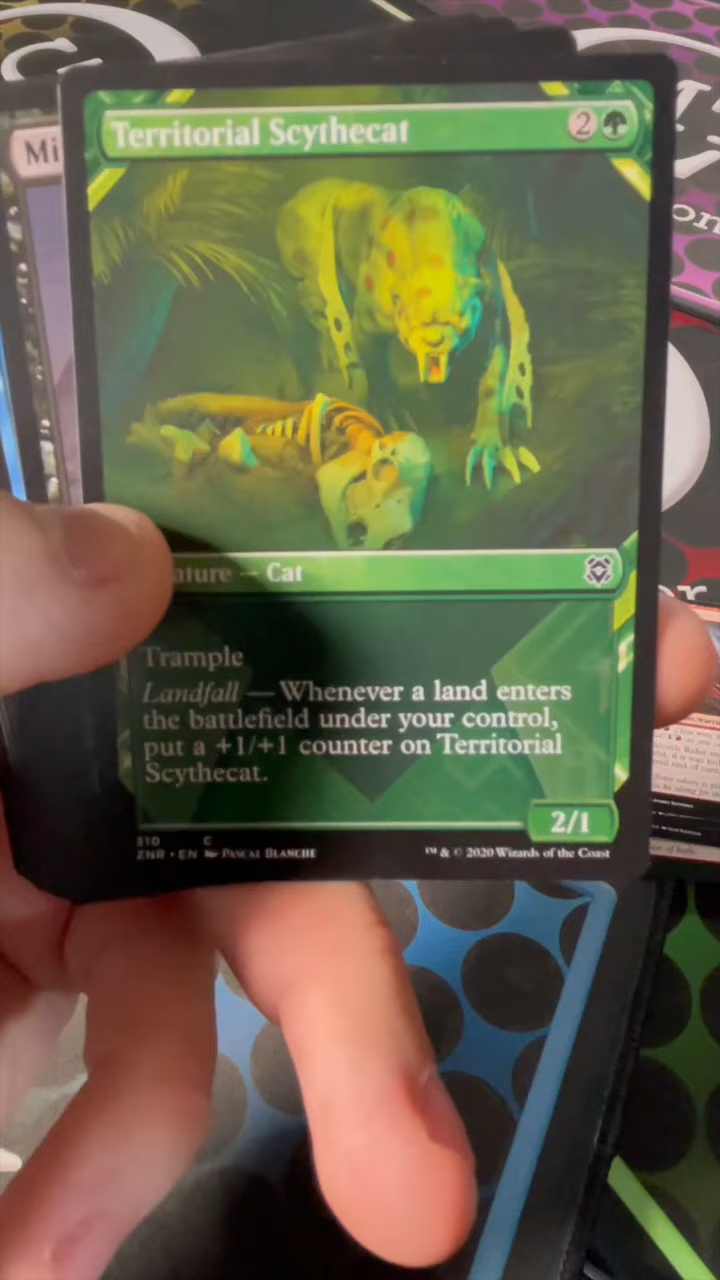 Territorial Scythecat 2
Mi
ature — Cat
Trample
Landfall — Whenever a land enters
the battlefield under your control,
put a +1/+1 counter on Territorial
Scythecat.
2/1
310 C
ZNR • EN Pascal Blanche
™ & © 2020 Wizards of the Coast